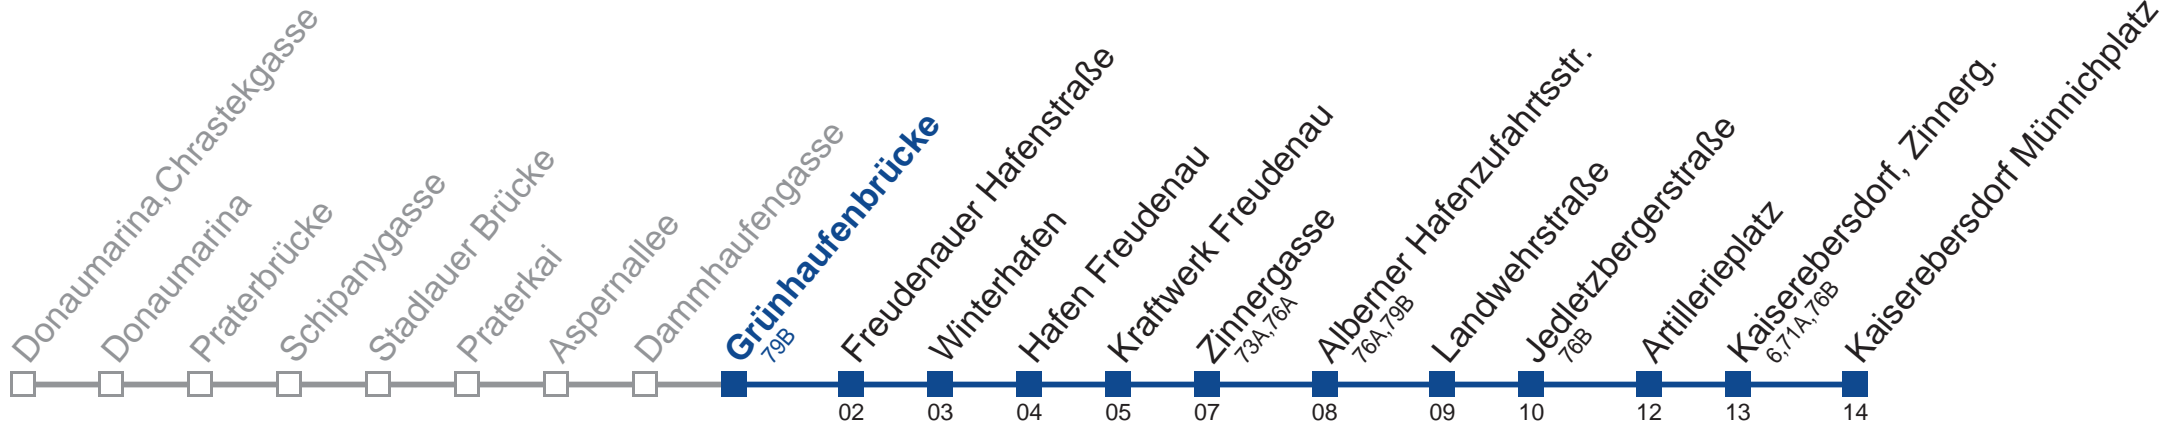 Donaumarina, Chrastekgasse
Donaumarina
Praterbrücke
Schipanygasse
Stadlauer Brücke
Praterkai
Aspernallee
Dammhaufengasse
Grünhaufenbrücke
79B
Freudenauer Hafenstraße
Winterhafen
Hafen Freudenau
Kraftwerk Freudenau
Zinnergasse
73A,76A
Alberner Hafenzufahrtsstr.
76A,79B
Landwehrstraße
Jedletzbergerstraße
76B
Artillerieplatz
Kaiserebersdorf, Zinnerg.
6,71A,76B
Kaiserebersdorf Münnichplatz
02 03 04 05 07 08 09 10 12 13 14